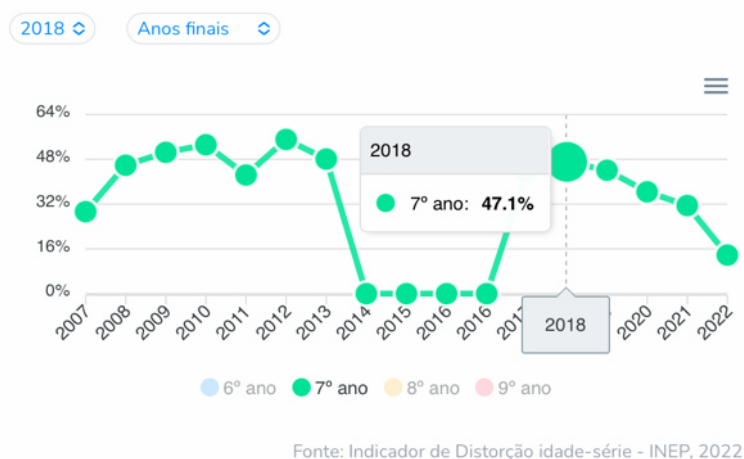 2018 Anos finais
64%
48%
32%
16%
0%
2018
7º ano: 47.1%
2007 2008 2009 2010 2011 2012 2013 2014 2015 2016 2016 2018 2020 2021 2022
6º ano 7º ano 8º ano 9º ano
Fonte: Indicador de Distorção idade-série - INEP, 2022